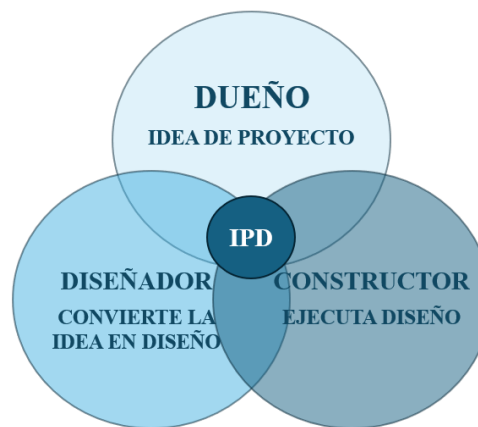 DUEÑO
IDEA DE PROYECTO
IPD
DISEÑADOR
CONVIERTE LA
IDEA EN DISEÑO
CONSTRUCTOR
EJECUTA DISEÑO